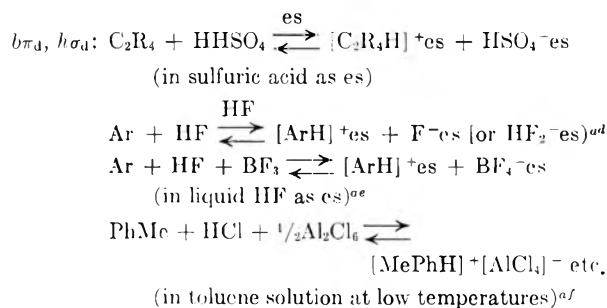 es
bπd, hσd: C2R4 + HHSO4 ⇌ [C2R4H]+es + HSO4−es
(in sulfuric acid as es)
HF
Ar + HF ⇌ [ArH]+es + F−es [or HF2−es)ad
Ar + HF + BF3 ⇌ [ArH]+es + BF4−es
(in liquid HF as es)ae
PhMe + HCl + 1/2Al2Cl6 ⇌
[MePhH]+[AlCl4]− etc.
(in toluene solution at low temperatures)af